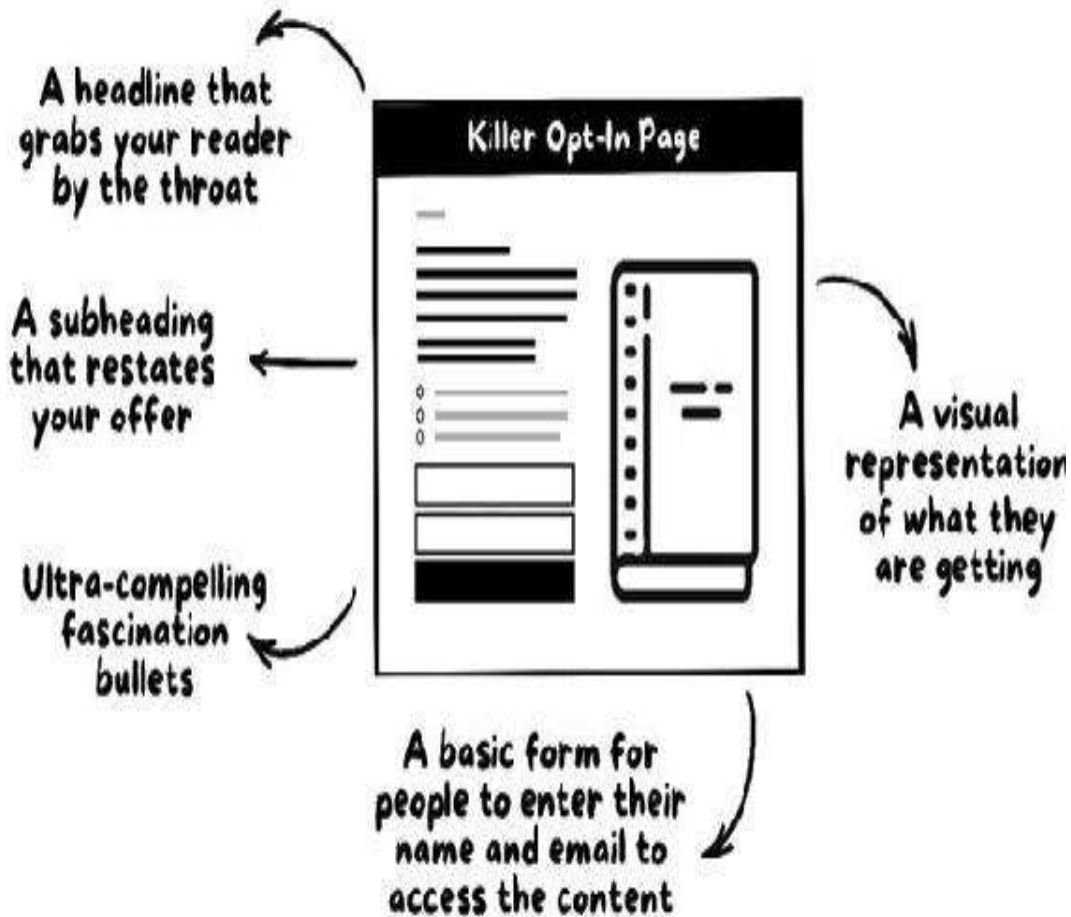 A headline that
grabs your reader
by the throat
Killer Opt-In Page
A subheading
that restates
your offer
A visual
representation
of what they
are getting
Ultra-compelling
fascination
bullets
A basic form for
people to enter their
name and email to
access the content